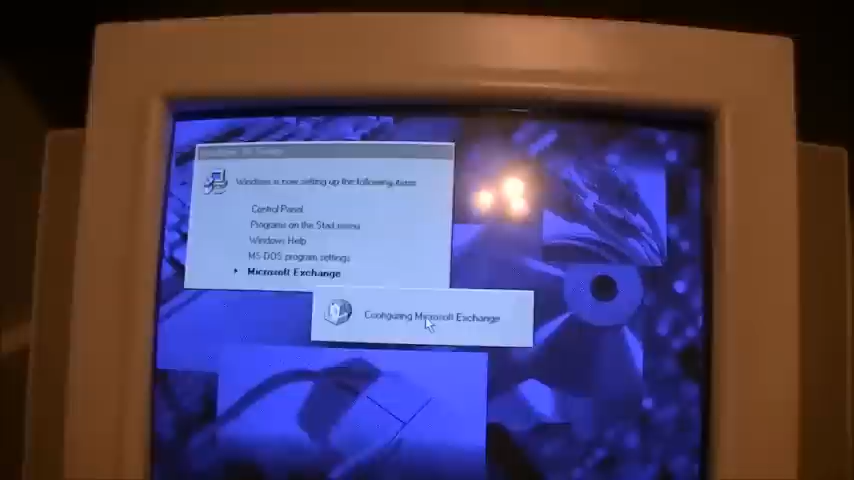 Windows is now setting up the following items
Control Panel
Programs on the Start menu
Windows Help
MS-DOS program settings
Microsoft Exchange
Configuring Microsoft Exchange